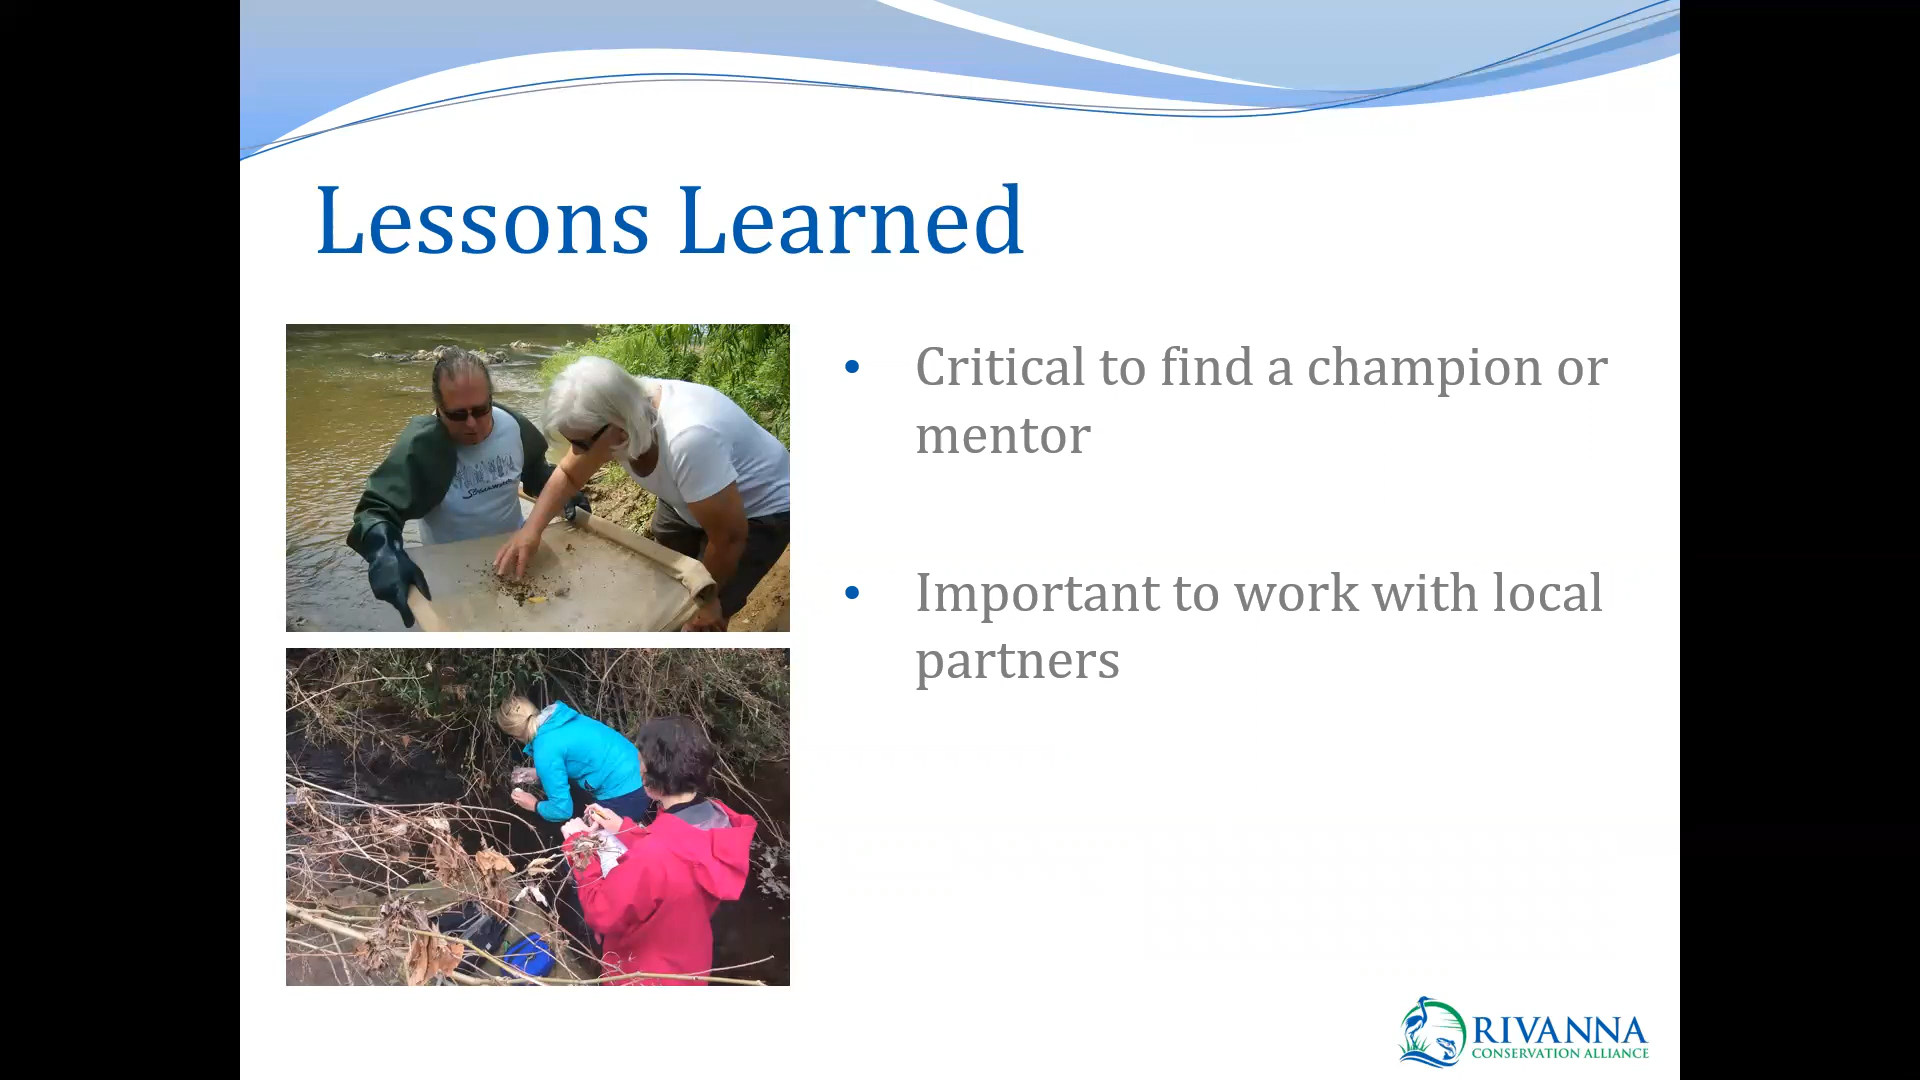 Lessons Learned
• Critical to find a champion or
mentor
• Important to work with local
partners
RIVANNA
CONSERVATION ALLIANCE